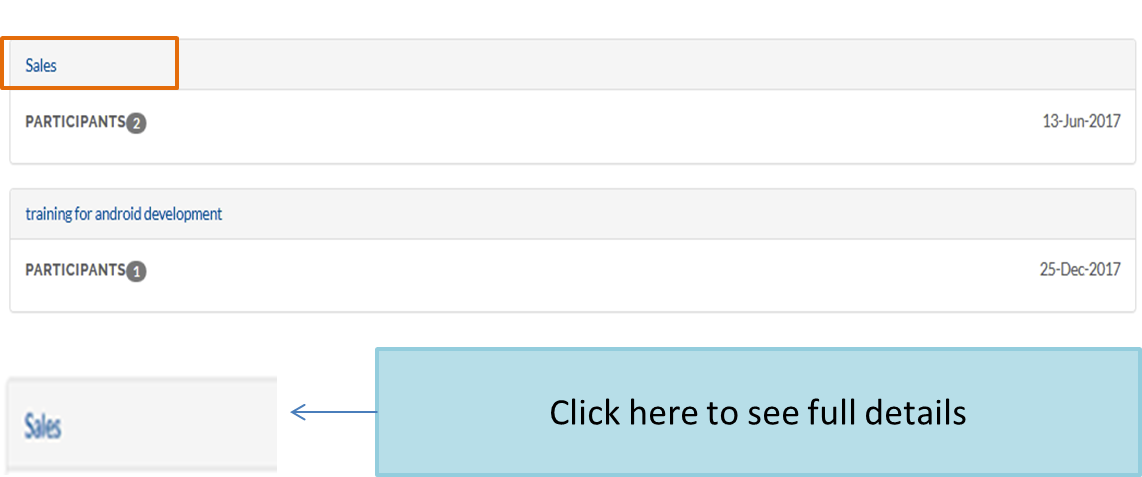 Sales
PARTICIPANTS 2 13-Jun-2017
training for android development
PARTICIPANTS 1 25-Dec-2017
Sales
Click here to see full details